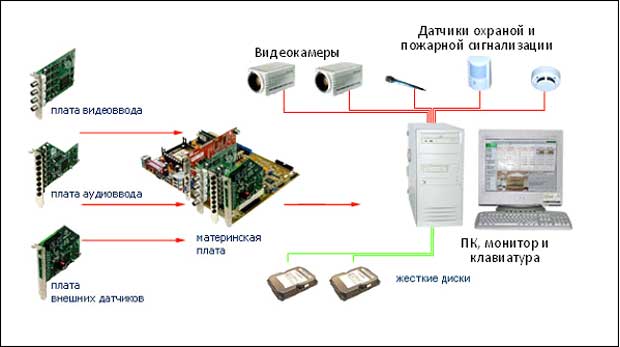 Датчики охраной и
пожарной сигнализации
Видеокамеры
плата видеоввода
плата аудиоввода
материнская
плата
плата
внешних датчиков
ПК, монитор и
клавиатура
жесткие диски